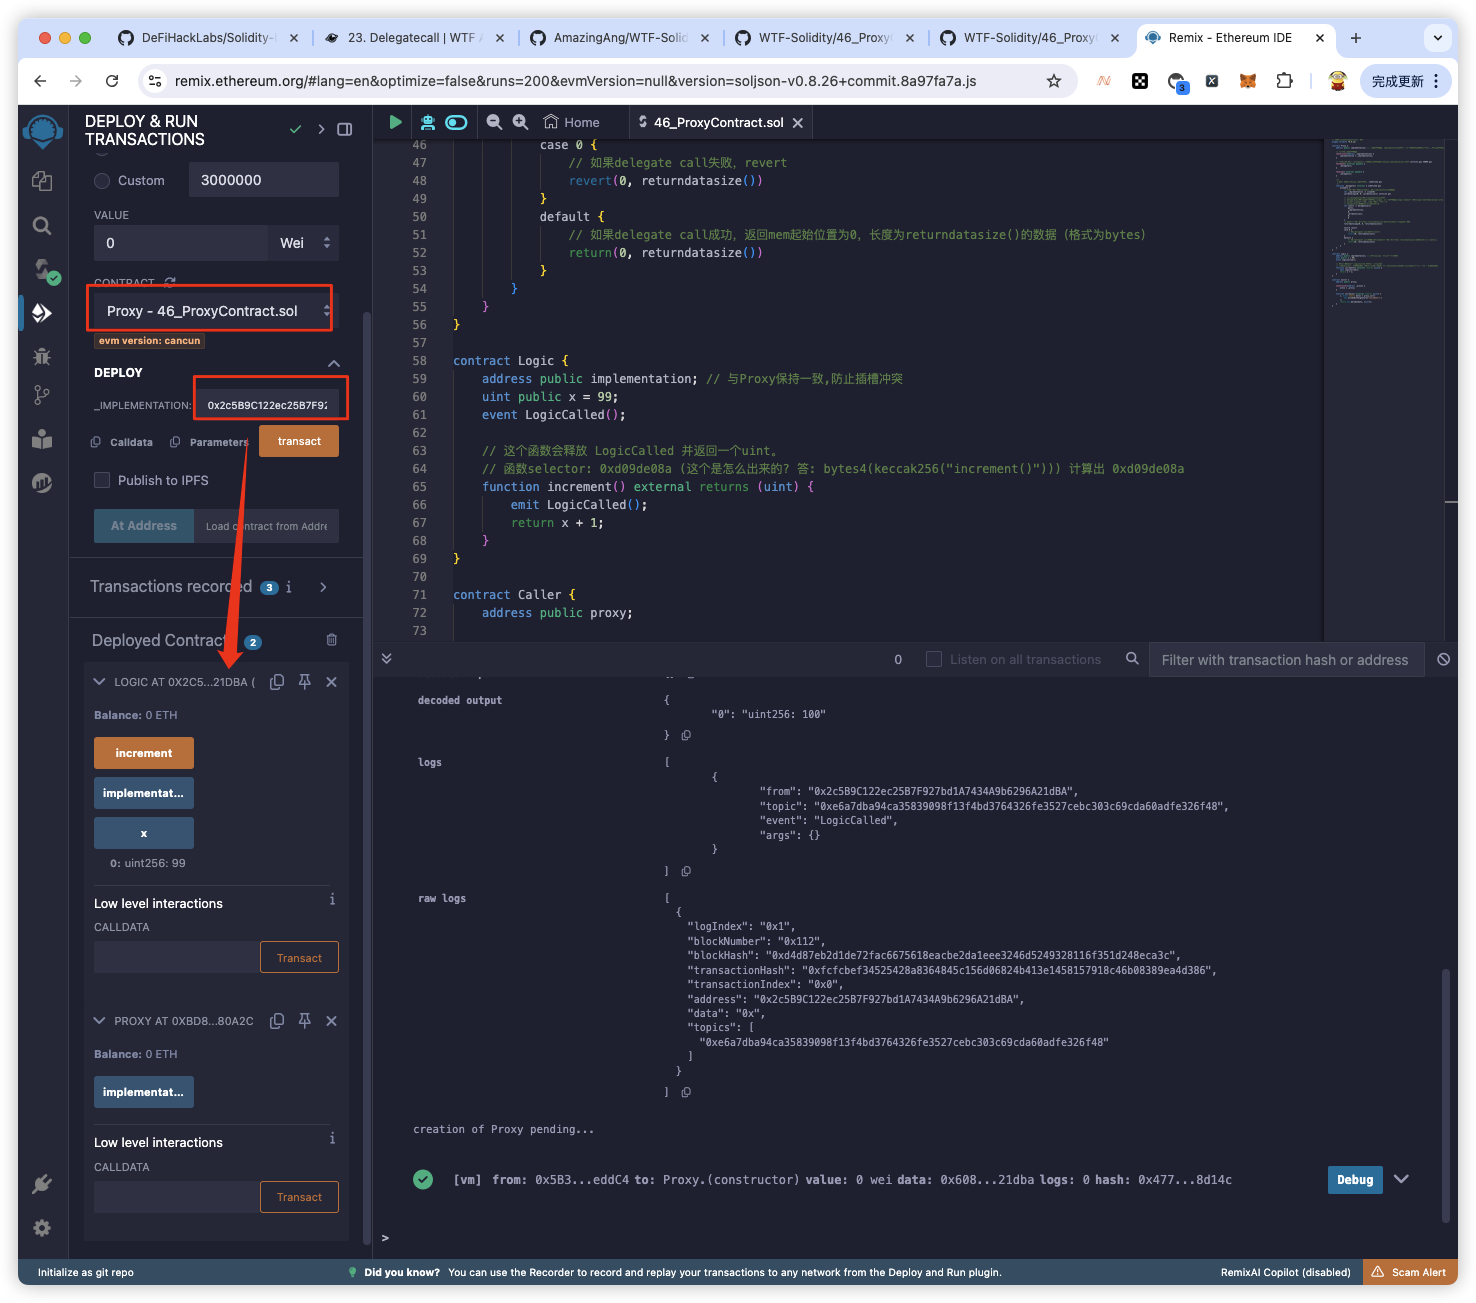 DeFiHackLabs/Solidity-
23. Delegatecall | WTF
AmazingAng/WTF-Solid
WTF-Solidity/46_Proxy
WTF-Solidity/46_Proxy
Remix - Ethereum IDE
remix.ethereum.org/#lang=en&optimize=false&runs=200&evmVersion=null&version=soljson-v0.8.26+commit.8a97fa7a.js
3
完成更新
DEPLOY & RUN
TRANSACTIONS
Custom
3000000
VALUE
0
Wei
CONTRACT
Proxy - 46_ProxyContract.sol
evm version: cancun
DEPLOY
_IMPLEMENTATION:
0x2c5B9C122ec25B7F92
Calldata
Parameters
transact
Publish to IPFS
At Address
Load contract from Addre
Transactions recorded 3 i
Deployed Contract 2
LOGIC AT 0X2C5...21DBA (
Balance: 0 ETH
increment
implementat...
x
0: uint256: 99
Low level interactions
i
CALLDATA
Transact
PROXY AT 0XBD8...80A2C
Balance: 0 ETH
implementat...
Low level interactions
i
CALLDATA
Transact
Home
46_ProxyContract.sol
46 case 0 {
47 // 如果delegate call失败，revert
48 revert(0, returndatasize())
49 }
50 default {
51 // 如果delegate call成功，返回mem起始位置为0，长度为returndatasize()的数据（格式为bytes）
52 return(0, returndatasize())
53 }
54 }
55 }
56 }
57
58 contract Logic {
59 address public implementation; // 与Proxy保持一致,防止插槽冲突
60 uint public x = 99;
61 event LogicCalled();
62
63 // 这个函数会释放 LogicCalled 并返回一个uint。
64 // 函数selector: 0xd09de08a (这个是怎么出来的? 答: bytes4(keccak256("increment()"))) 计算出 0xd09de08a
65 function increment() external returns (uint) {
66 emit LogicCalled();
67 return x + 1;
68 }
69 }
70
71 contract Caller {
72 address public proxy;
73
0
Listen on all transactions
Filter with transaction hash or address
decoded output {
"0": "uint256: 100"
}
logs [
{
"from": "0x2c5B9C122ec25B7F927bd1A7434A9b6296A21dBA",
"topic": "0xe6a7dba94ca35839098f13f4bd3764326fe3527cebc303c69cda60adfe326f48",
"event": "LogicCalled",
"args": {}
}
]
raw logs [
{
"logIndex": "0x1",
"blockNumber": "0x112",
"blockHash": "0xd4d87eb2d1de72fac6675618eacbe2da1eee3246d5249328116f351d248eca3c",
"transactionHash": "0xfcfcbef34525428a8364845c156d06824b413e1458157918c46b08389ea4d386",
"transactionIndex": "0x0",
"address": "0x2c5B9C122ec25B7F927bd1A7434A9b6296A21dBA",
"data": "0x",
"topics": [
"0xe6a7dba94ca35839098f13f4bd3764326fe3527cebc303c69cda60adfe326f48"
]
}
]
creation of Proxy pending...
[vm] from: 0x5B3...eddC4 to: Proxy.(constructor) value: 0 wei data: 0x608...21dba logs: 0 hash: 0x477...8d14c
Debug
>
Initialize as git repo
Did you know? You can use the Recorder to record and replay your transactions to any network from the Deploy and Run plugin.
RemixAI Copilot (disabled)
Scam Alert